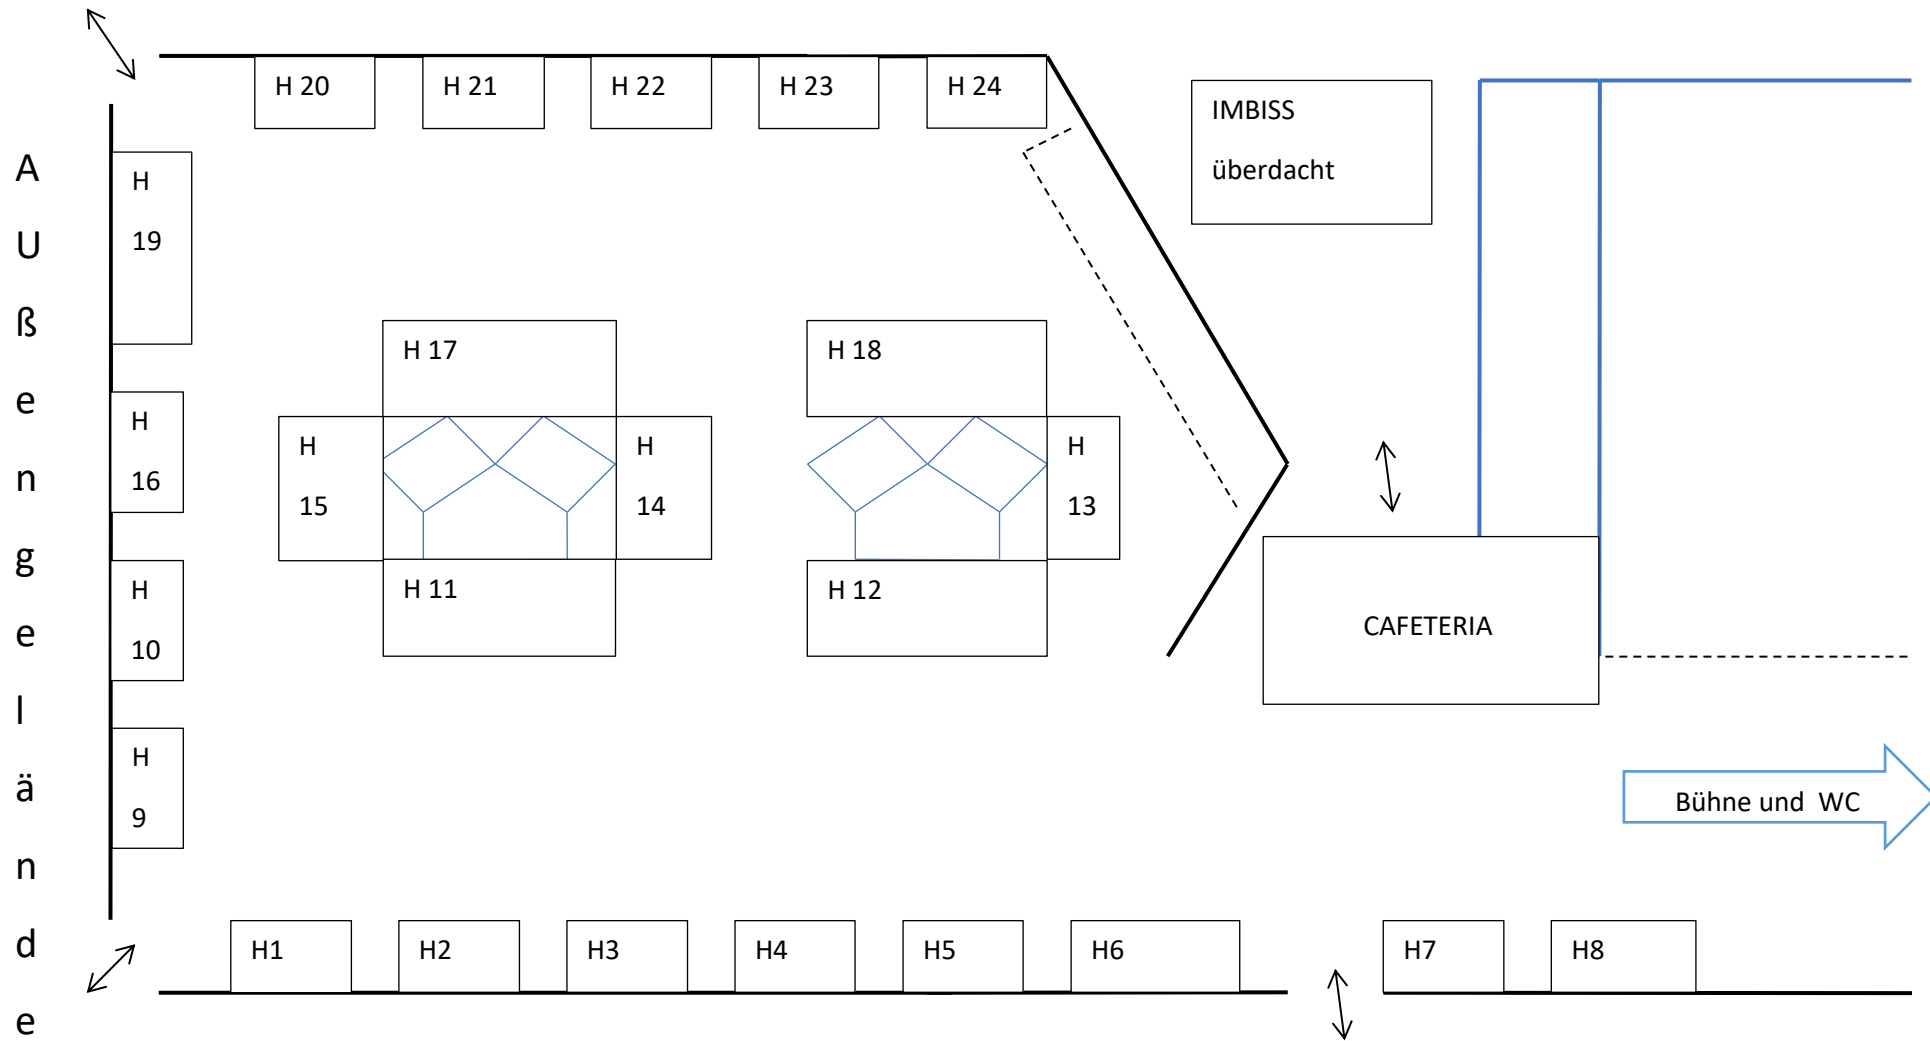 H 20
H 21
H 22
H 23
H 24
IMBISS
überdacht
A
U
ß
e
n
g
e
l
ä
n
d
e
H
19
H 17
H 18
H
16
H
15
H
14
H
13
H
10
H 11
H 12
CAFETERIA
H
9
Bühne und WC
H1
H2
H3
H4
H5
H6
H7
H8